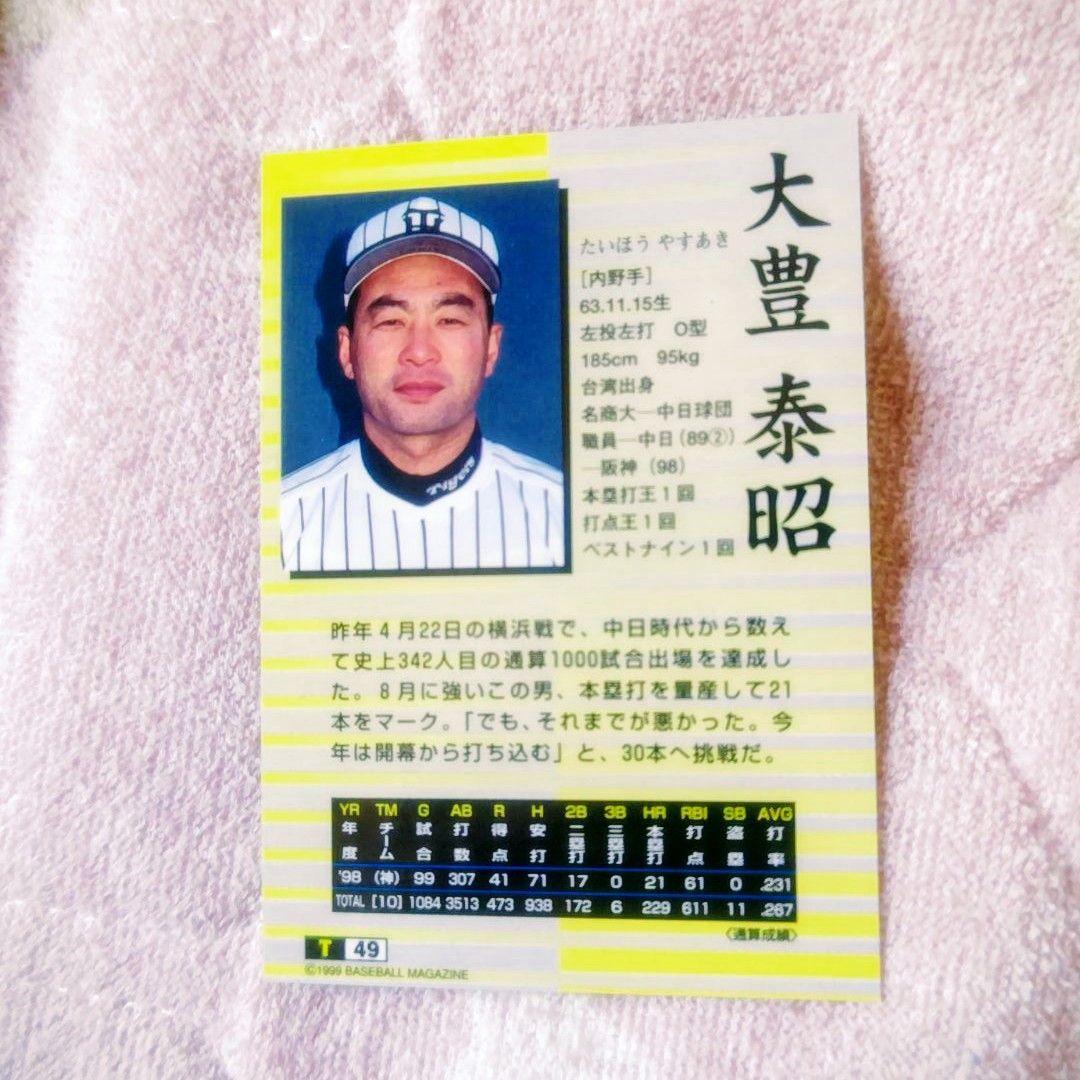 大豊 泰昭
たいほう やすあき
[内野手]
63.11.15生
左投左打 O型
185cm 95kg
台湾出身
名商大―中日球団
職員―中日(89②)
―阪神(98)
本塁打王1回
打点王1回
ベストナイン1回
Tigers
昨年4月22日の横浜戦で、中日時代から数え
て史上342人目の通算1000試合出場を達成し
た。8月に強いこの男、本塁打を量産して21
本をマーク。「でも、それまでが悪かった。今
年は開幕から打ち込む」と、30本へ挑戦だ。
YR TM G AB R H 2B 3B HR RBI SB AVG
年度 チーム 試合 打数 得点 安打 二塁打 三塁打 本塁打 打点 盗塁 打率
'98 (神) 99 307 41 71 17 0 21 61 0 .231
TOTAL [10] 1084 3513 473 938 172 6 229 611 11 .267
〈通算成績〉
T 49
©1999 BASEBALL MAGAZINE